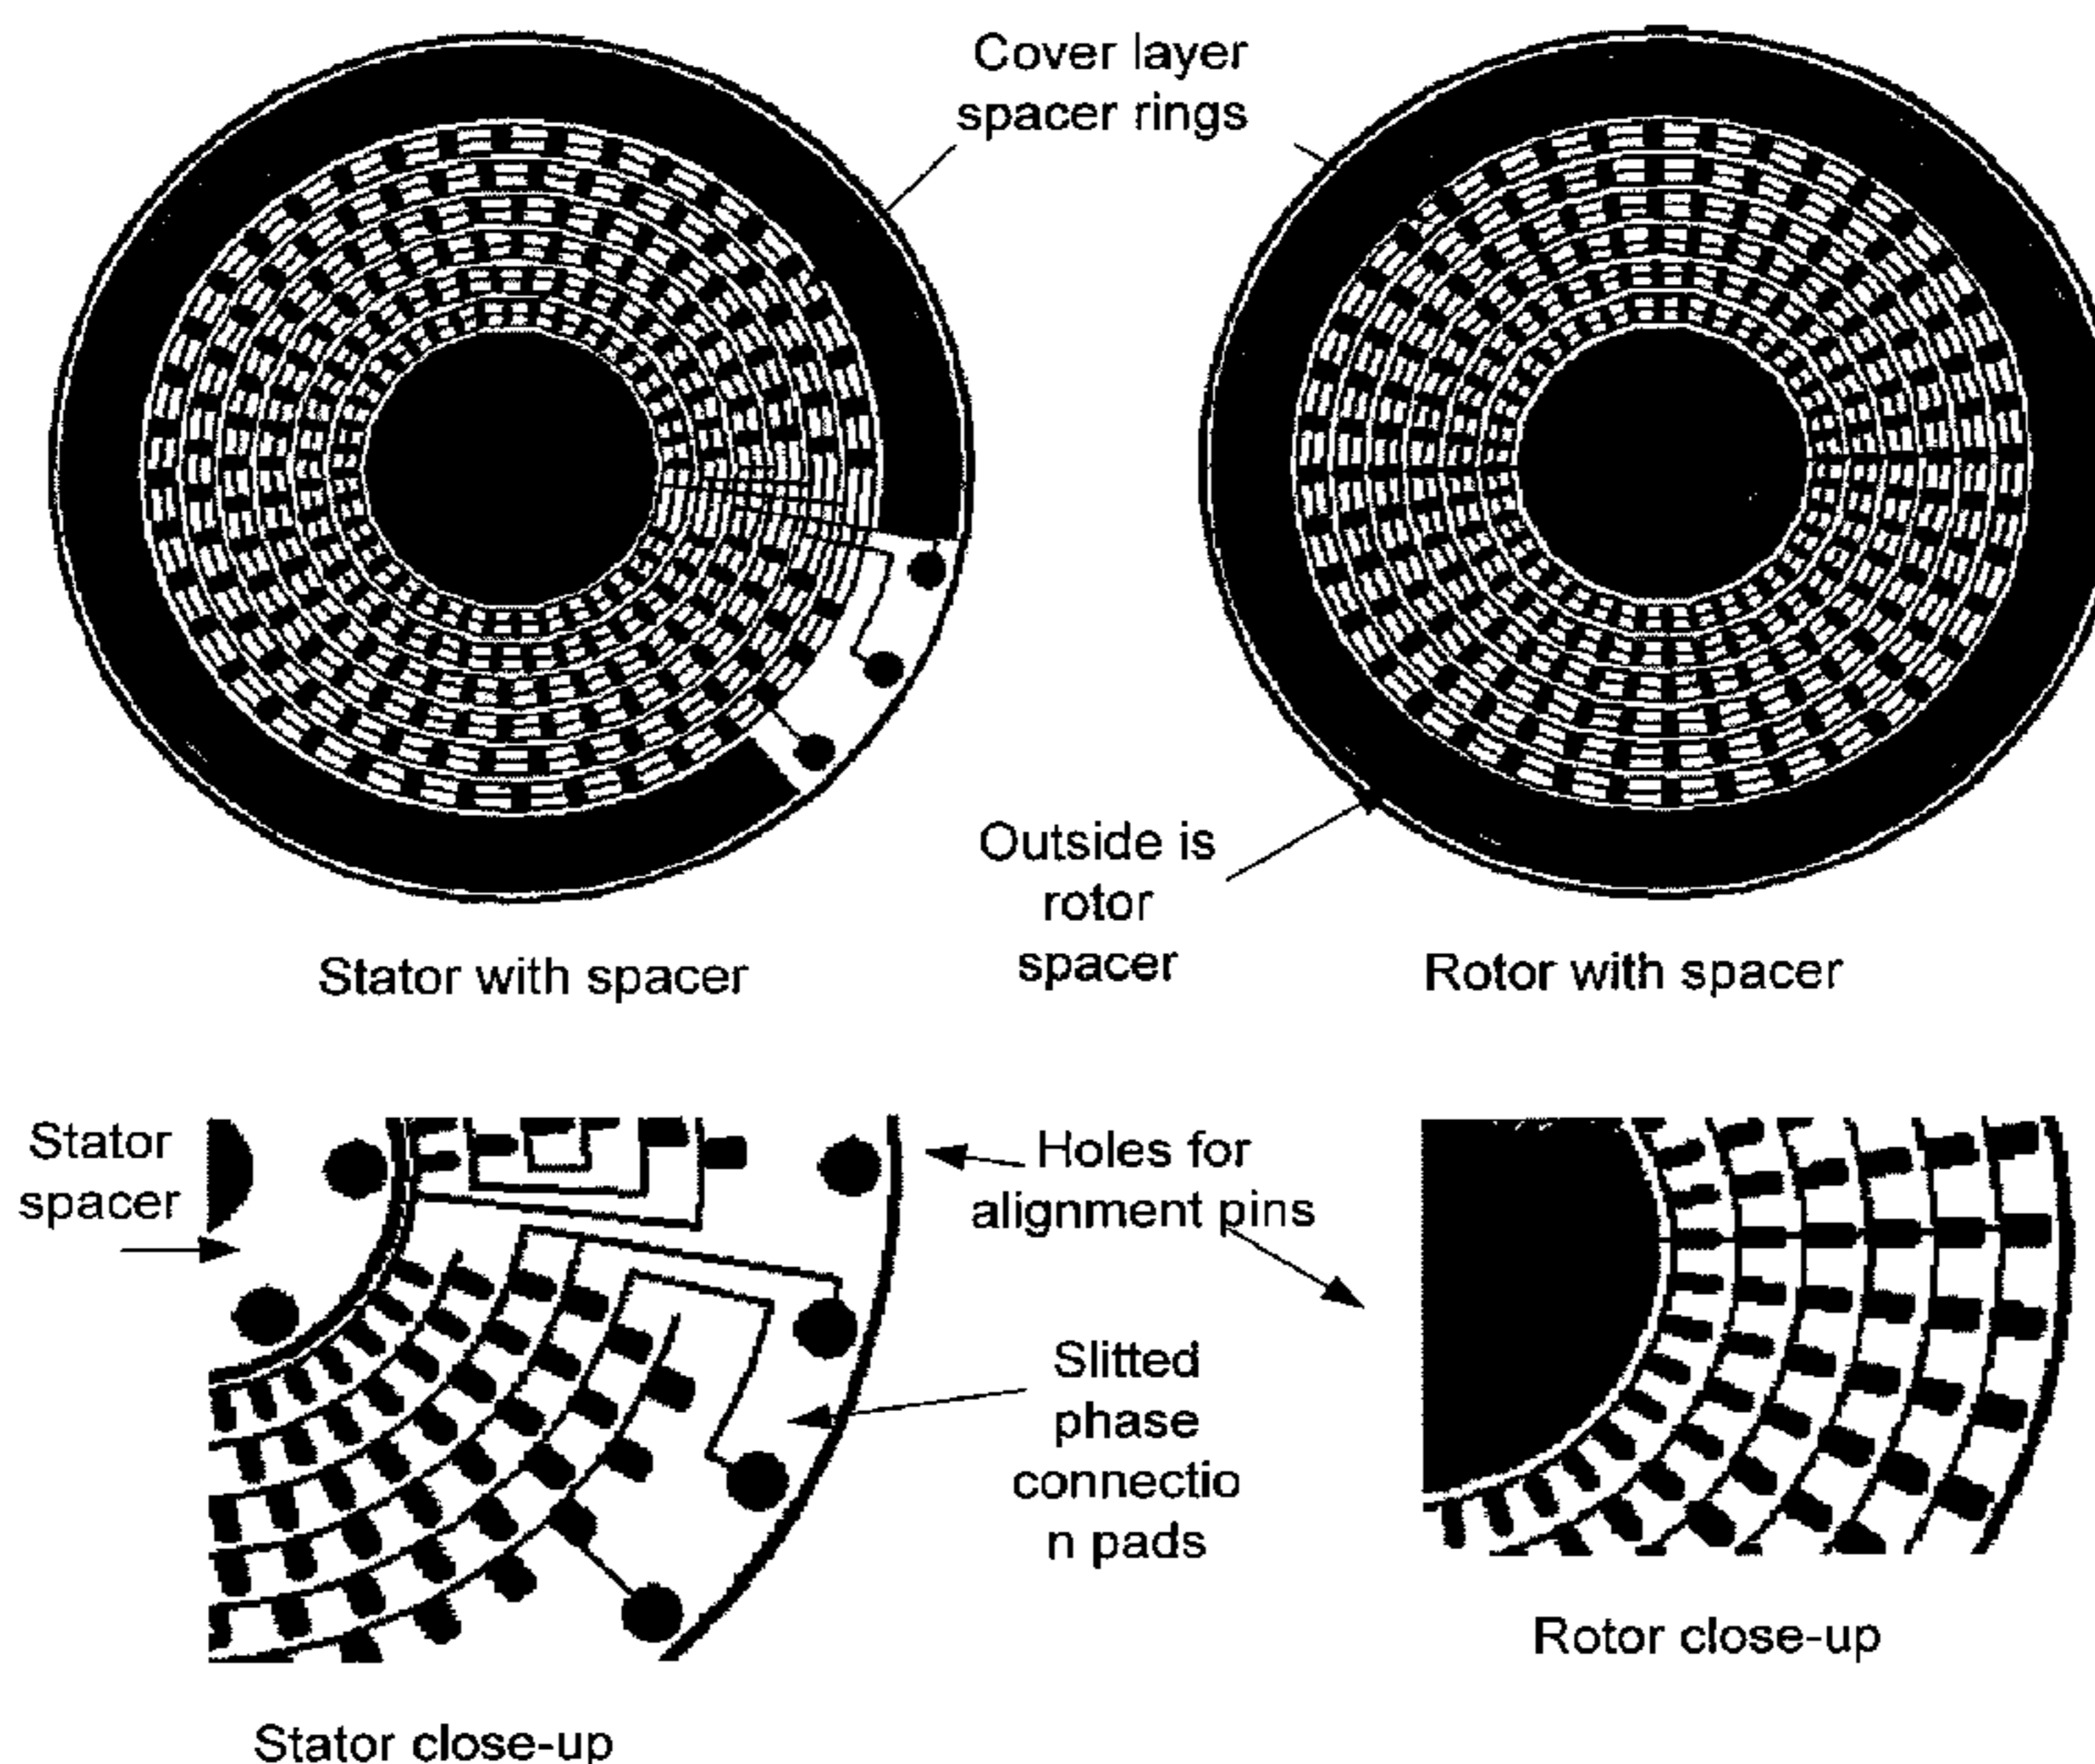 Cover layer
spacer rings
Outside is
rotor
spacer
Stator with spacer
Rotor with spacer
Stator
spacer
Holes for
alignment pins
Slitted
phase
connectio
n pads
Rotor close-up
Stator close-up